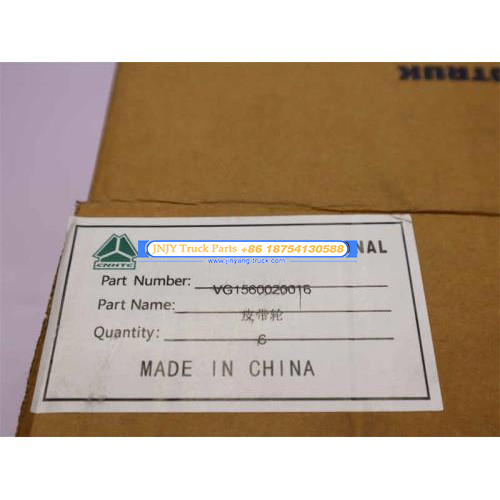 OTRUK
JNJY Truck Parts +86 18754130588
NAL
www.jinyang-truck.com
CNHTC
Part Number: VG1560020016
Part Name: 皮带轮
Quantity: 6
MADE IN CHINA